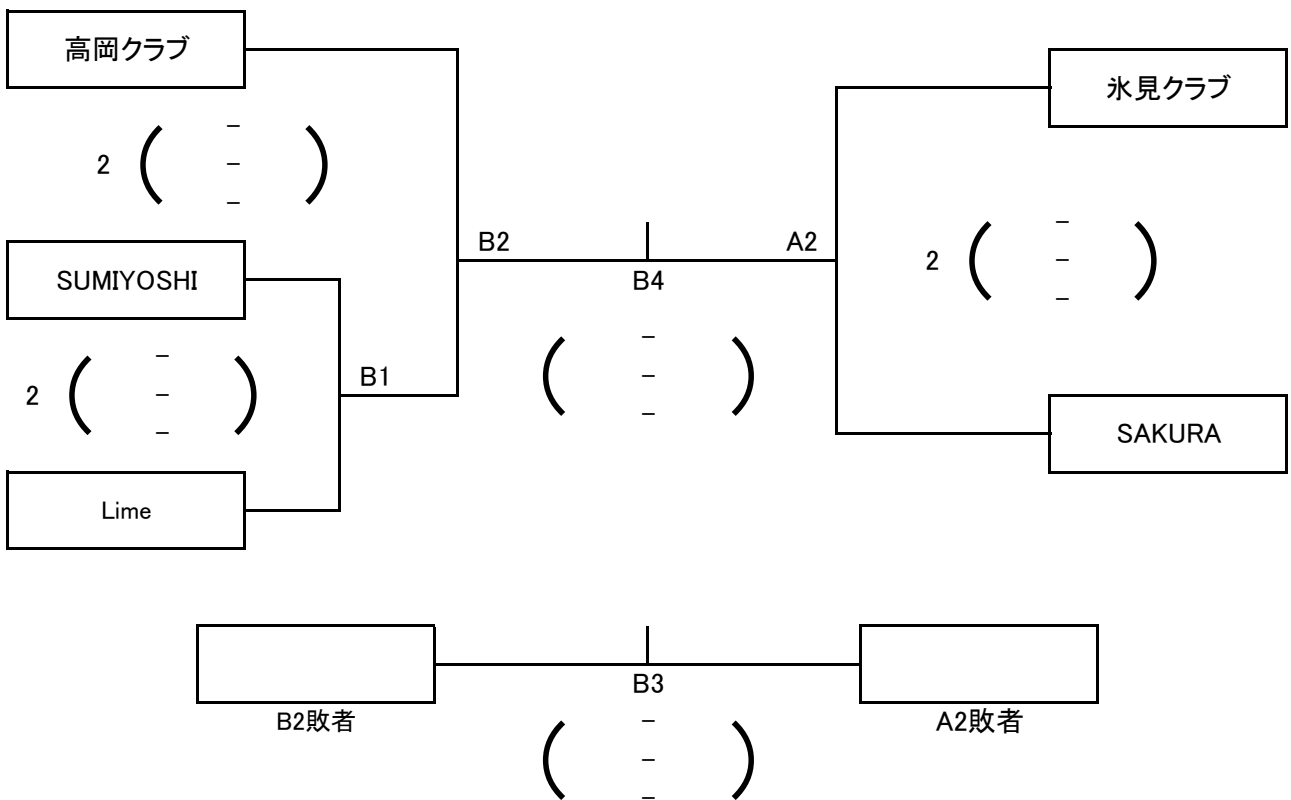 高岡クラブ
氷見クラブ
2 ( - - - )
SUMIYOSHI
B2
A2
2 ( - - - )
B4
2 ( - - - )
B1
( - - - )
SAKURA
Lime
B3
B2敗者
A2敗者
( - - - )